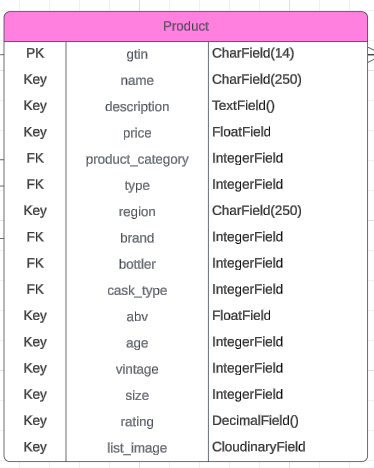 Product
PK gtin CharField(14)
Key name CharField(250)
Key description TextField()
Key price FloatField
FK product_category IntegerField
FK type IntegerField
Key region CharField(250)
FK brand IntegerField
FK bottler IntegerField
FK cask_type IntegerField
Key abv FloatField
Key age IntegerField
Key vintage IntegerField
Key size IntegerField
Key rating DecimalField()
Key list_image CloudinaryField